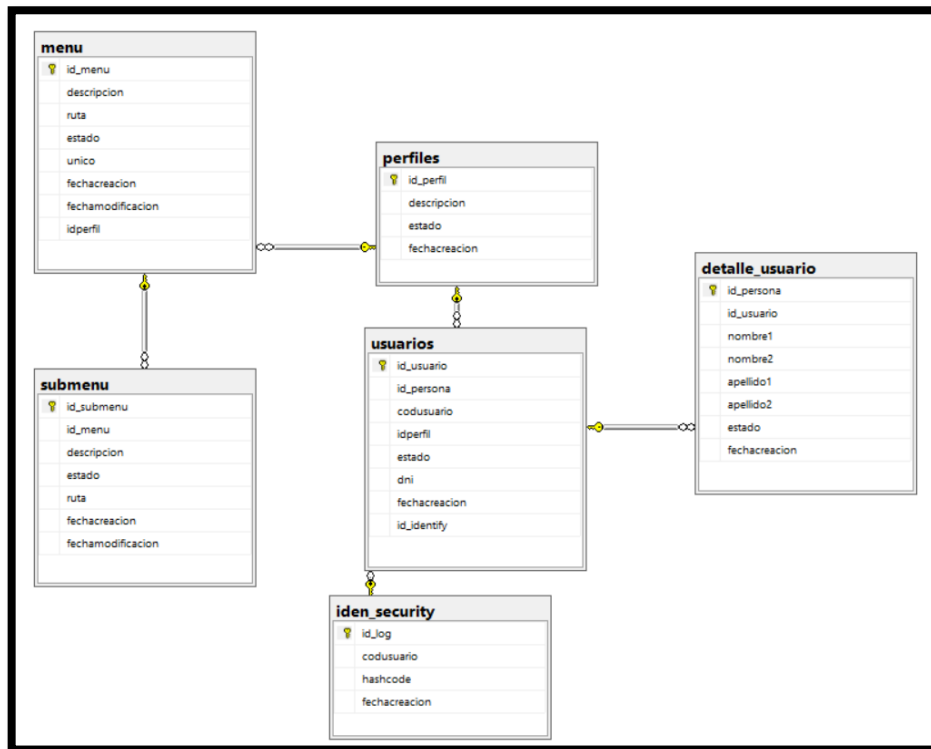 menu
id_menu
descripcion
ruta
estado
unico
fechacreacion
fechamodificacion
idperfil
perfiles
id_perfil
descripcion
estado
fechacreacion
detalle_usuario
id_persona
id_usuario
nombre1
nombre2
apellido1
apellido2
estado
fechacreacion
usuarios
id_usuario
id_persona
codusuario
idperfil
estado
dni
fechacreacion
id_identify
submenu
id_submenu
id_menu
descripcion
estado
ruta
fechacreacion
fechamodificacion
iden_security
id_log
codusuario
hashcode
fechacreacion